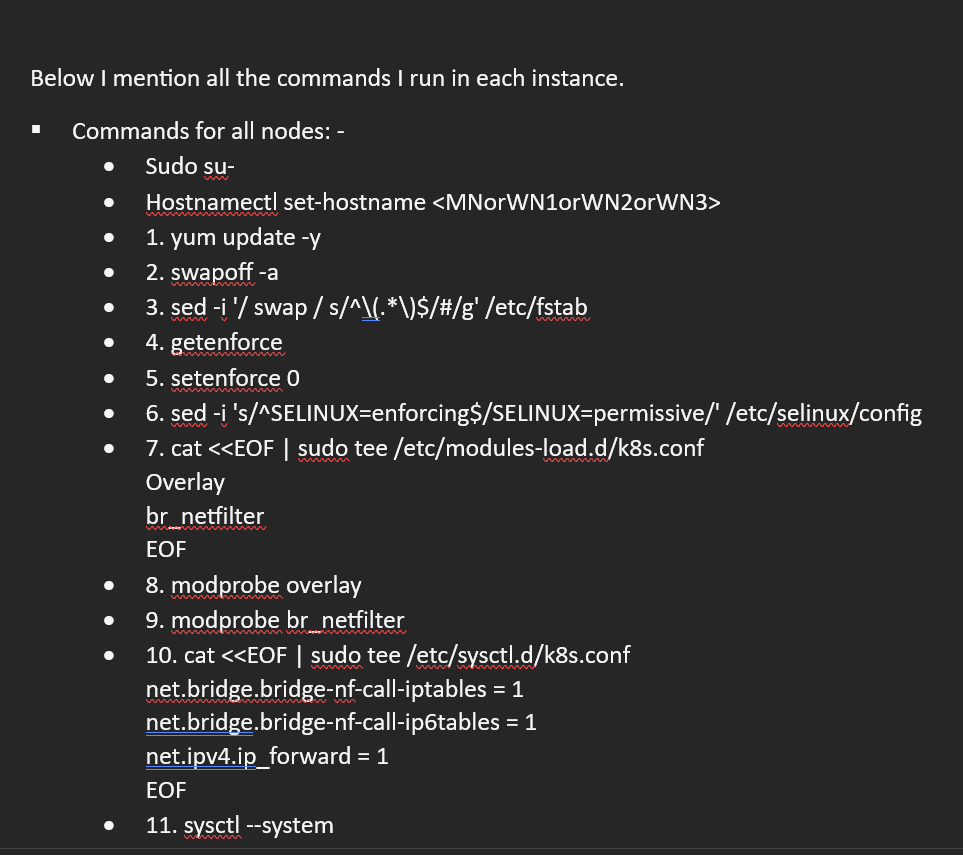 Below I mention all the commands I run in each instance.
▪ Commands for all nodes: -
• Sudo su-
• Hostnamectl set-hostname <MNorWN1orWN2orWN3>
• 1. yum update -y
• 2. swapoff -a
• 3. sed -i '/ swap / s/^\(.*\)$/#/g' /etc/fstab
• 4. getenforce
• 5. setenforce 0
• 6. sed -i 's/^SELINUX=enforcing$/SELINUX=permissive/' /etc/selinux/config
• 7. cat <<EOF | sudo tee /etc/modules-load.d/k8s.conf
Overlay
br_netfilter
EOF
• 8. modprobe overlay
• 9. modprobe br_netfilter
• 10. cat <<EOF | sudo tee /etc/sysctl.d/k8s.conf
net.bridge.bridge-nf-call-iptables = 1
net.bridge.bridge-nf-call-ip6tables = 1
net.ipv4.ip_forward = 1
EOF
• 11. sysctl --system